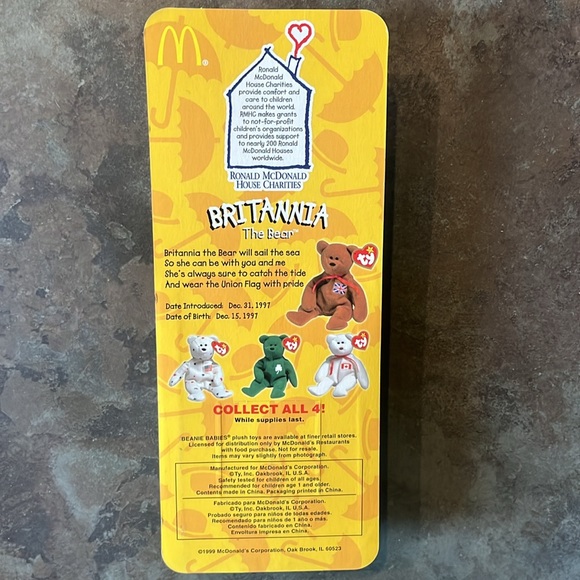 Ronald
McDonald
House Charities
provide comfort and
care to children
around the world.
RMHC makes grants
to not-for-profit
children's organizations
and provides support
to nearly 200 Ronald
McDonald Houses
worldwide.
RONALD MCDONALD
HOUSE CHARITIES
BRITANNIA
The Bear™
Britannia the Bear will sail the sea
So she can be with you and me
She's always sure to catch the tide
And wear the Union Flag with pride
Date Introduced: Dec. 31, 1997
Date of Birth: Dec. 15, 1997
ty
ty
ty
ty
COLLECT ALL 4!
While supplies last.
BEANIE BABIES® plush toys are available at finer retail stores.
Licensed for distribution only by McDonald's Restaurants
with food purchase. Not for resale.
Items may vary slightly from photograph.
Manufactured for McDonald's Corporation.
©Ty, Inc. Oakbrook, IL U.S.A.
Safety tested for children of all ages.
Recommended for children age 1 and older.
Contents made in China. Packaging printed in China.
Fabricado para McDonald's Corporation.
©Ty, Inc. Oakbrook, IL U.S.A.
Probado seguro para niños de todas edades.
Recomendado para niños de 1 año o más.
Contenido fabricado en China.
Envoltura impresa en China.
©1999 McDonald's Corporation, Oak Brook, IL 60523